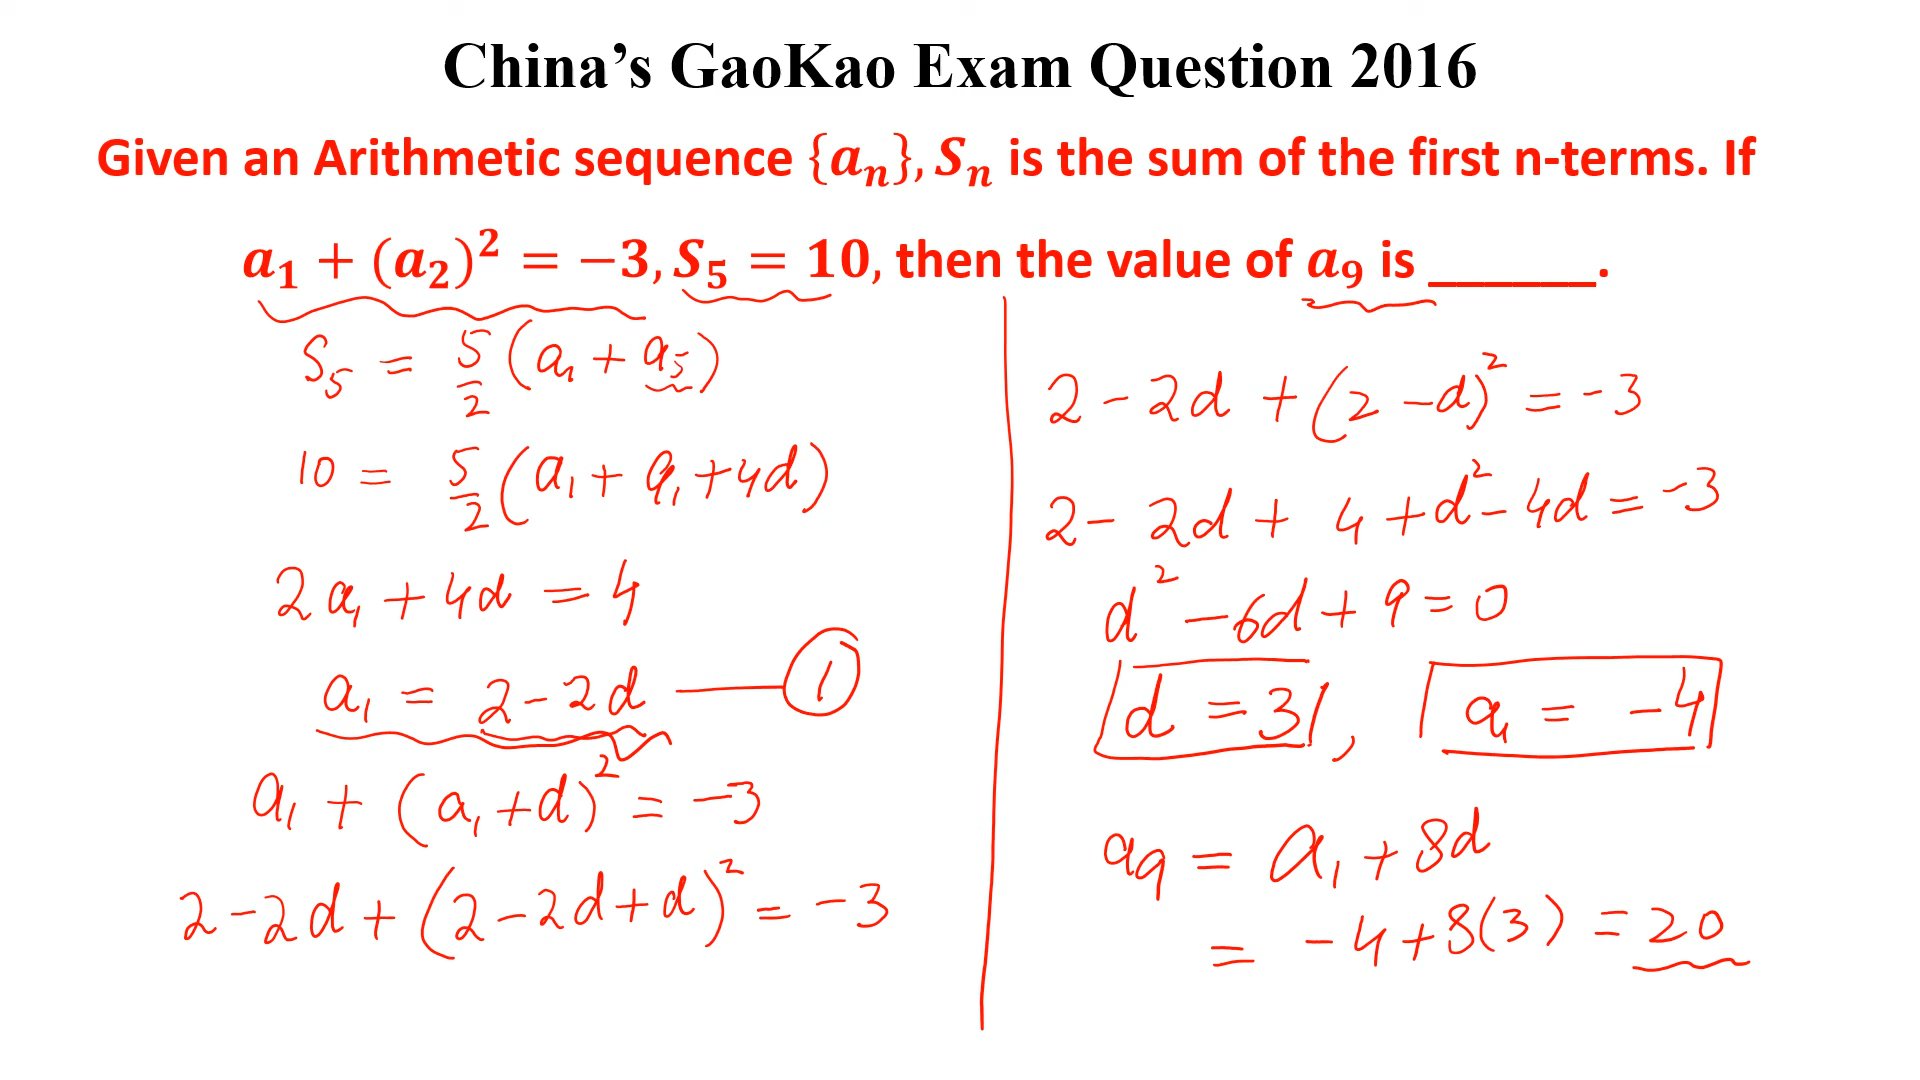 China's GaoKao Exam Question 2016
Given an Arithmetic sequence {aₙ}, Sₙ is the sum of the first n-terms. If
a₁ + (a₂)² = −3, S₅ = 10, then the value of a₉ is ______.
S₅ = 5/2 (a₁ + a₅)
10 = 5/2 (a₁ + a₁ + 4d)
2a₁ + 4d = 4
a₁ = 2 − 2d —— ①
a₁ + (a₁ + d)² = −3
2 − 2d + (2 − 2d + d)² = −3
2 − 2d + (2 − d)² = −3
2 − 2d + 4 + d² − 4d = −3
d² − 6d + 9 = 0
d = 3, a₁ = −4
a₉ = a₁ + 8d
= −4 + 8(3) = 20